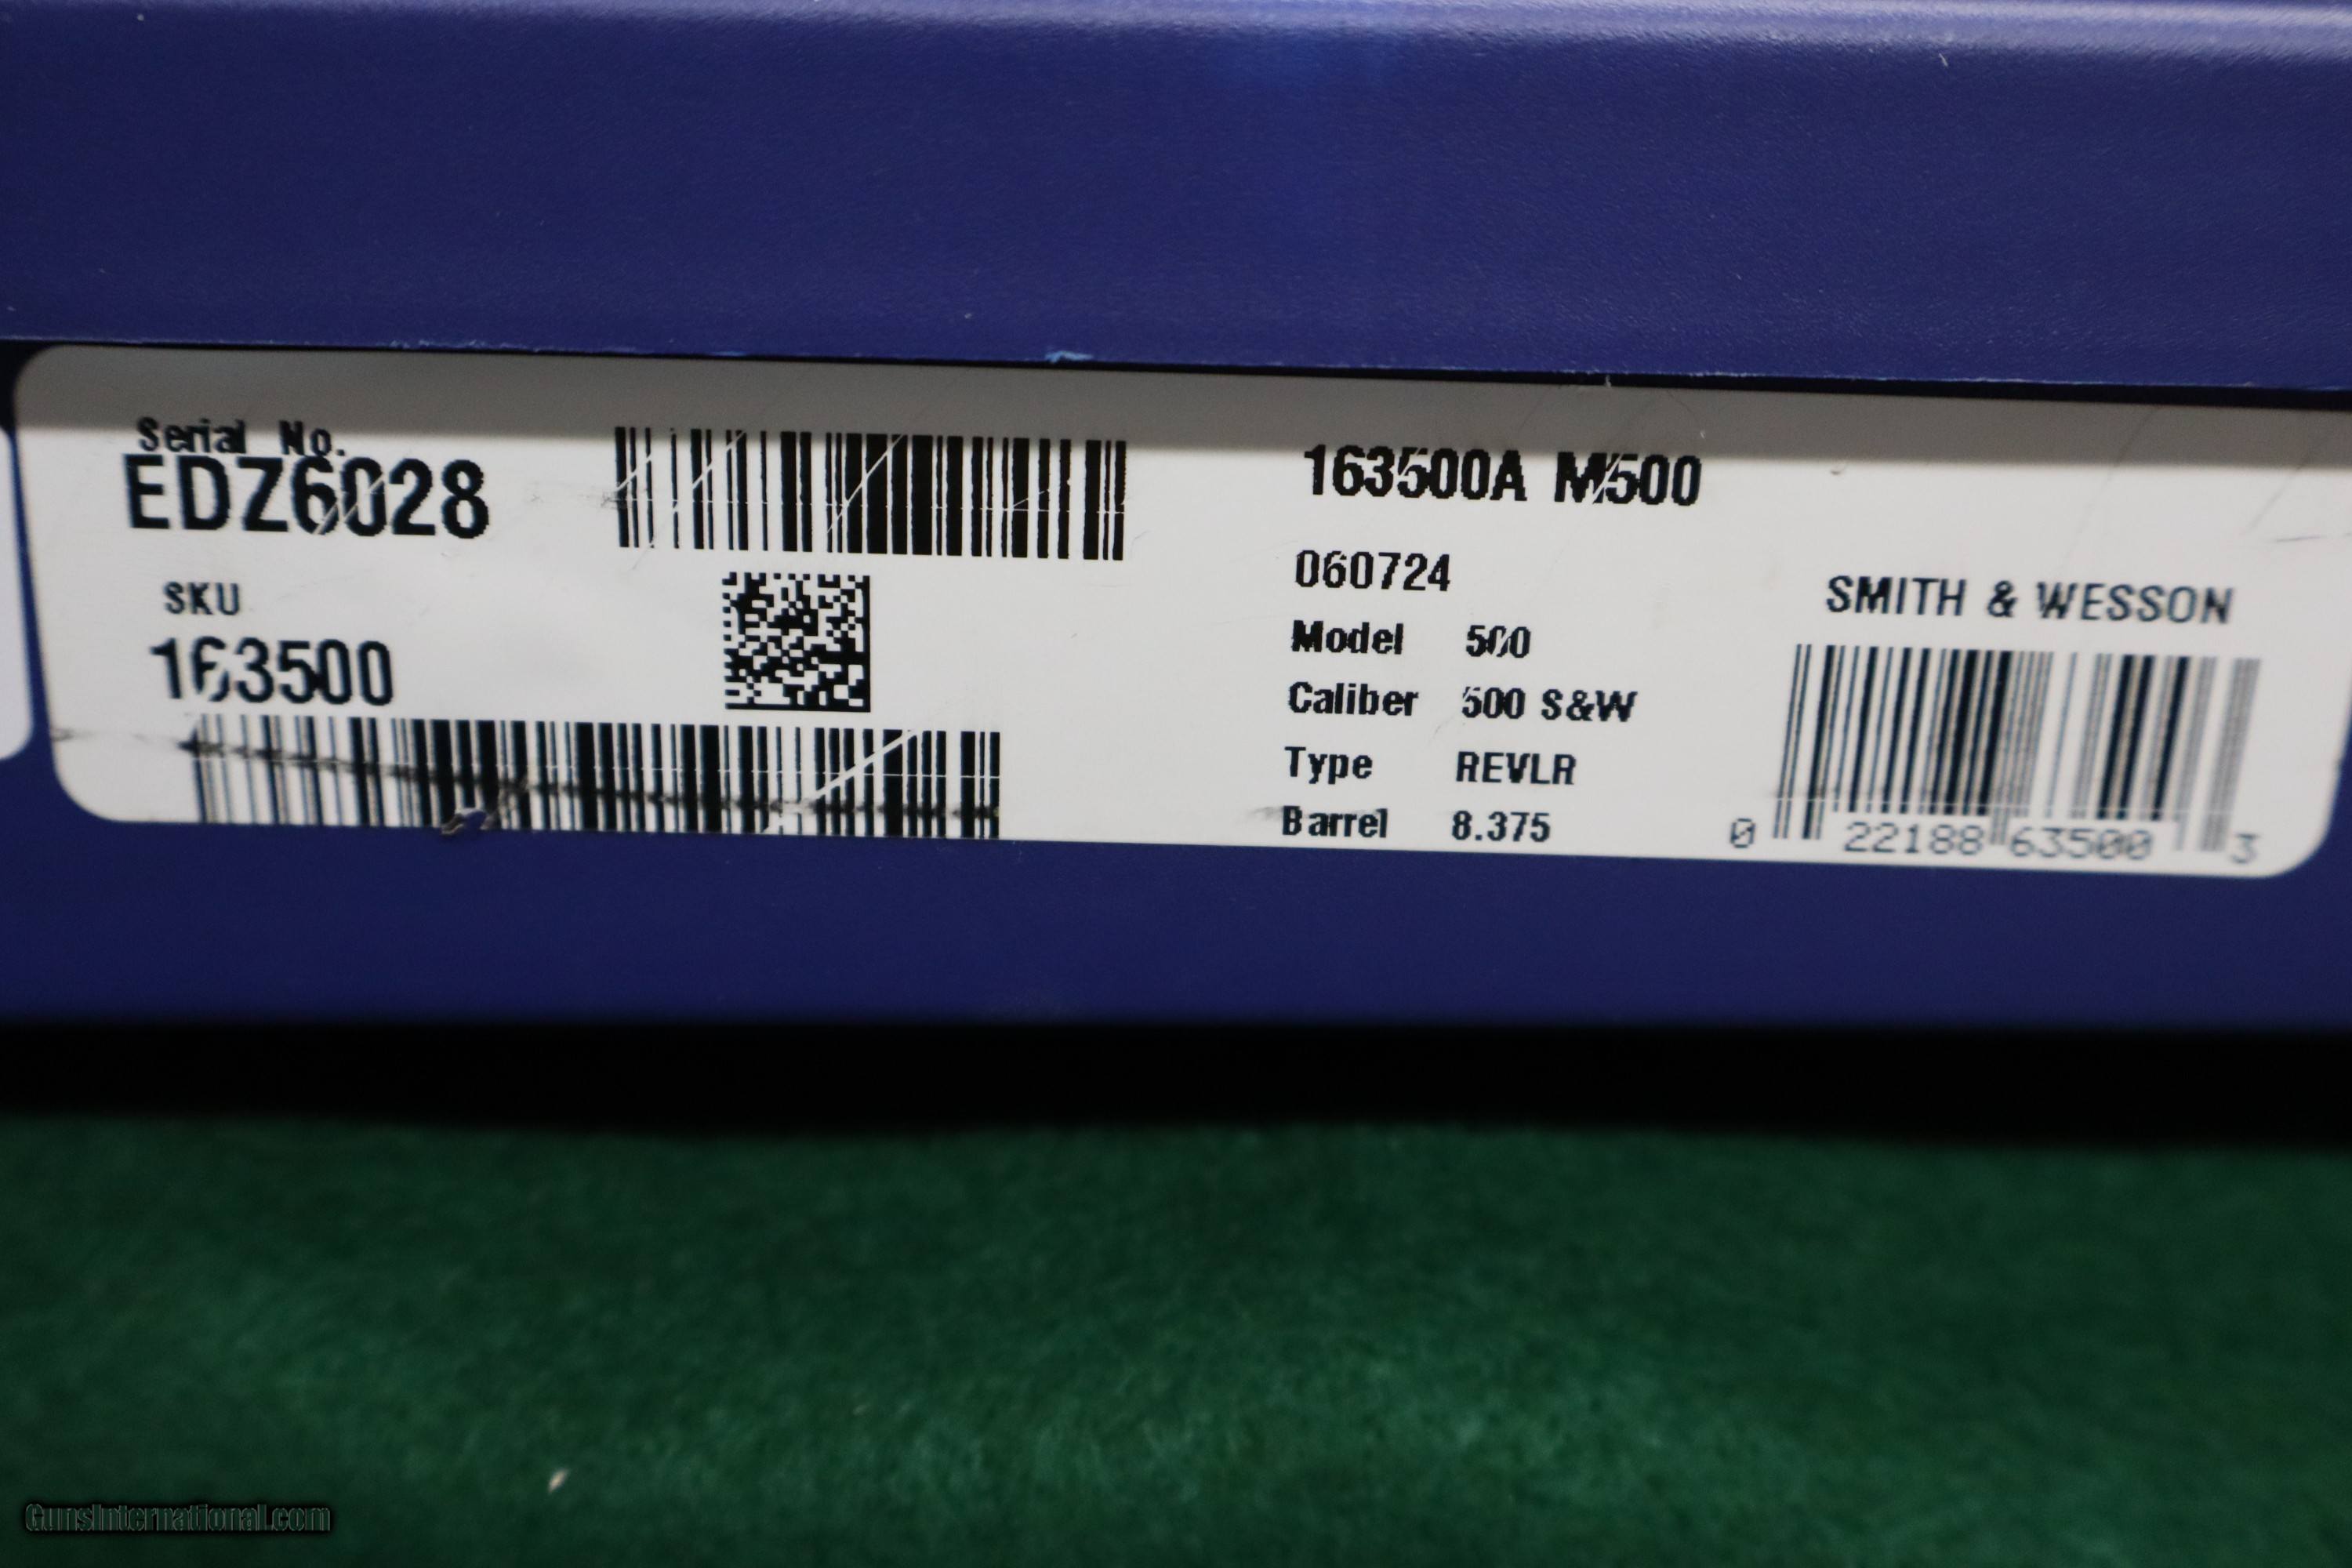 Serial No.
EDZ6028
SKU
163500
163500A M500
060724
Model 500
Caliber 500 S&W
Type REVLR
Barrel 8.375
SMITH & WESSON
0 22188 63500 3
GunsInternational.com